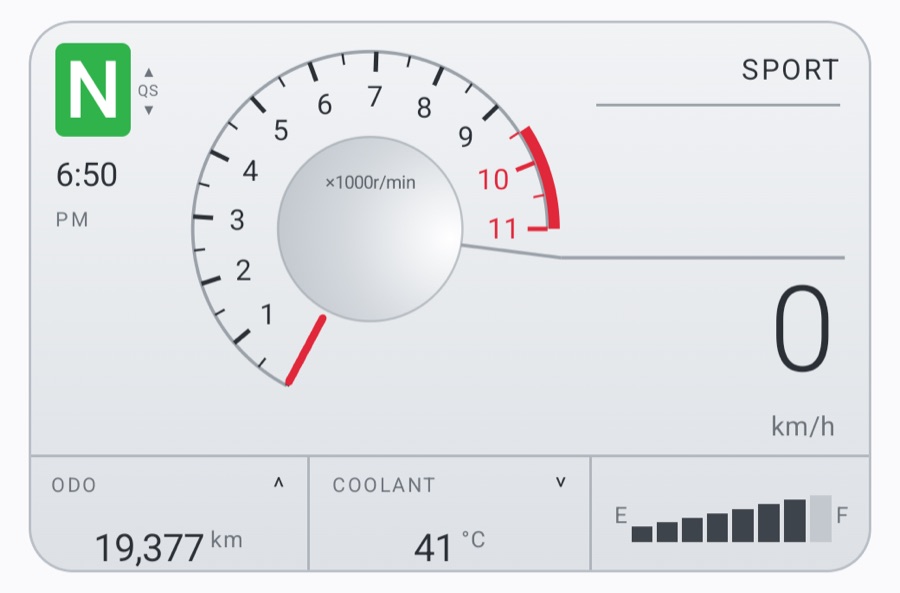 N
QS
6:50
PM
×1000r/min
1
2
3
4
5
6
7
8
9
10
11
SPORT
0
km/h
ODO
19,377 km
COOLANT
41 °C
E
F